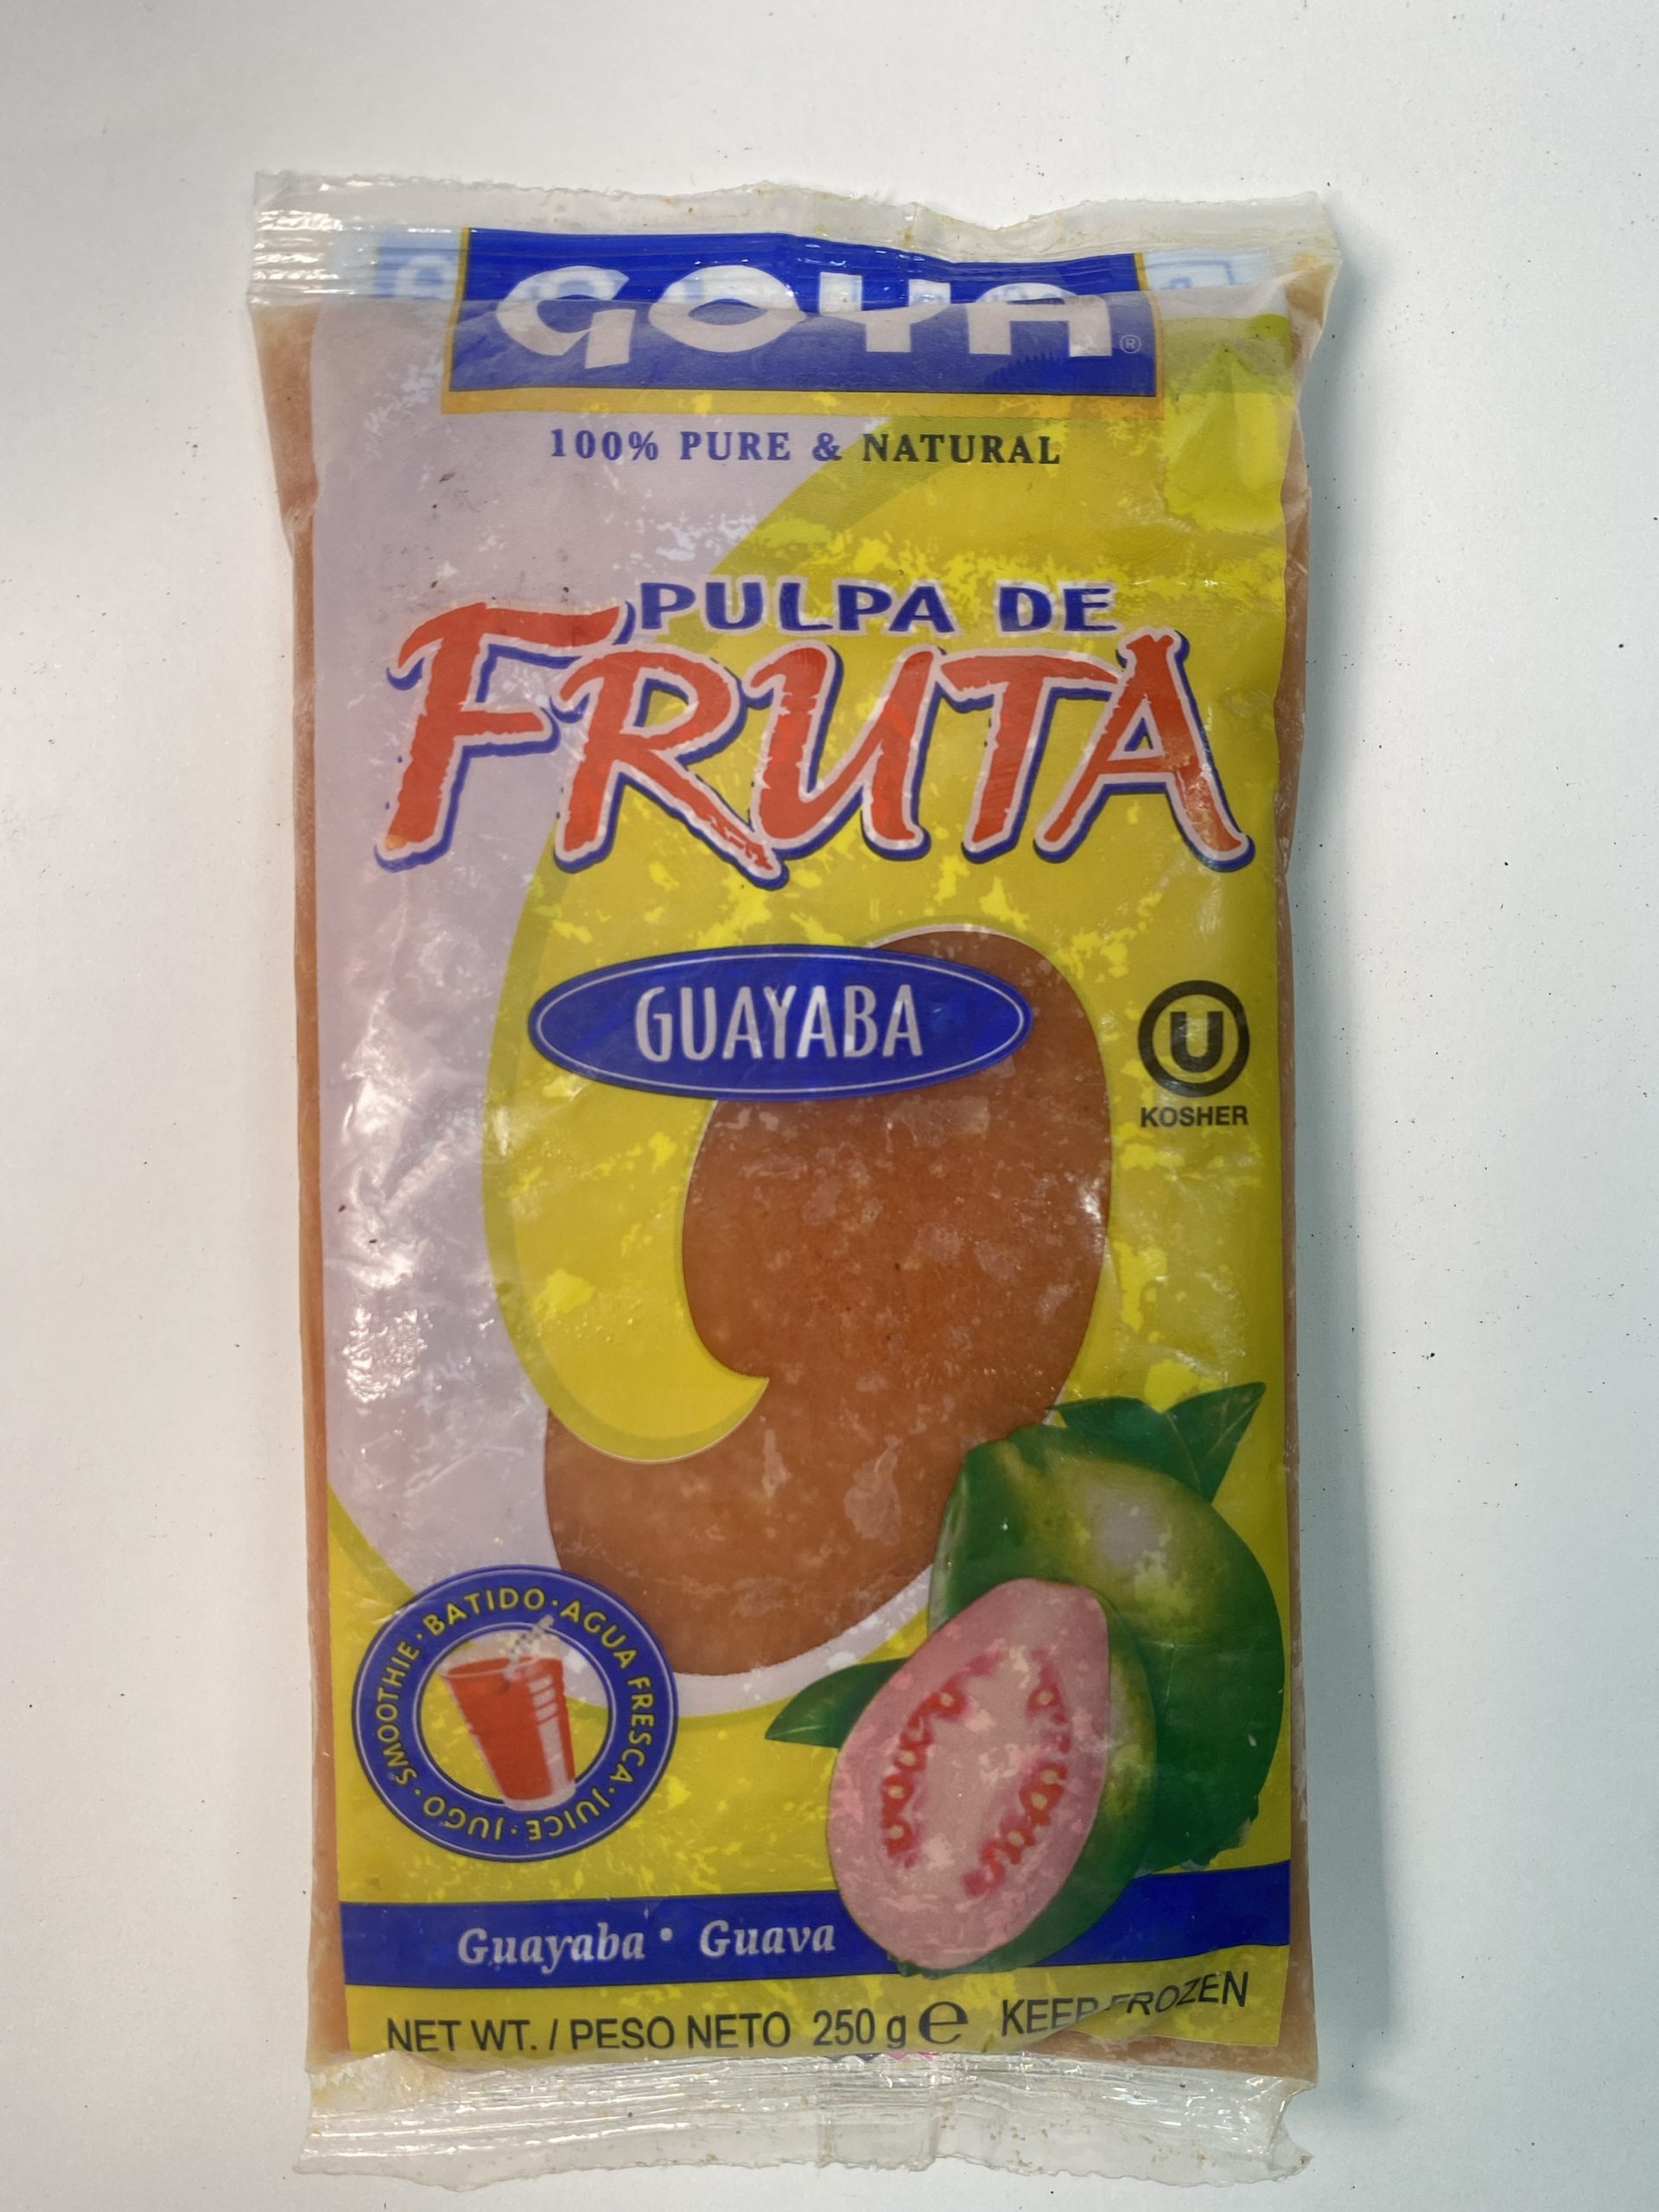 GOYA®
100% PURE & NATURAL
PULPA DE
FRUTA
GUAYABA
U
KOSHER
SMOOTHIE · BATIDO · AGUA FRESCA · JUICE · JUGO ·
Guayaba • Guava
NET WT. / PESO NETO 250 g ℮ KEEP FROZEN